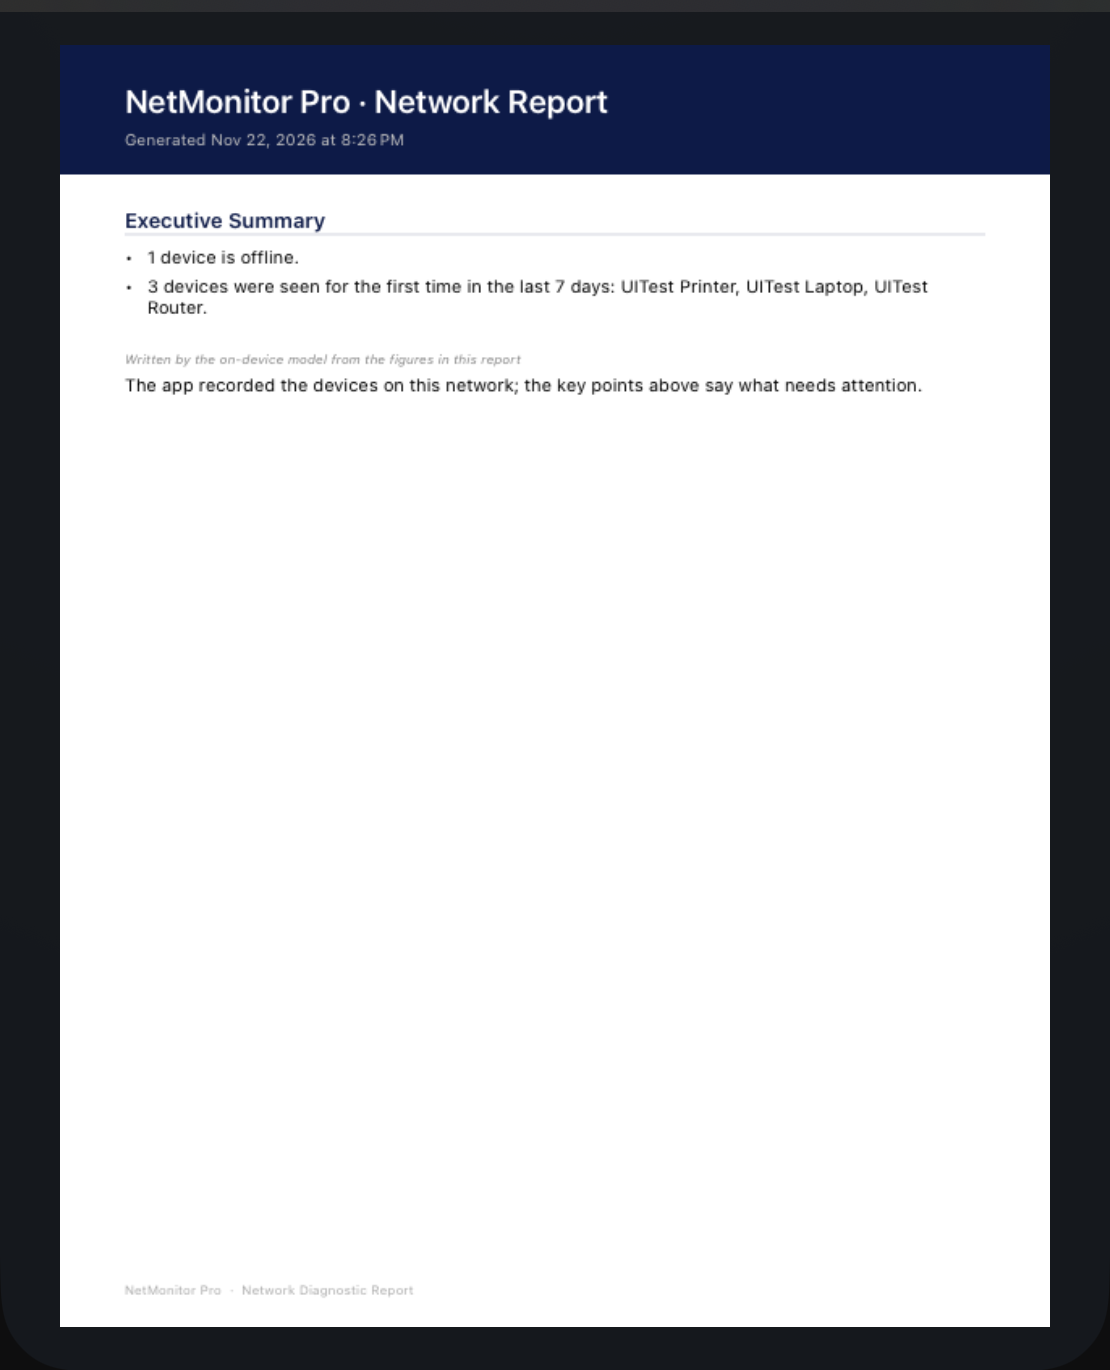 NetMonitor Pro · Network Report
Generated Nov 22, 2026 at 8:26 PM
Executive Summary
• 1 device is offline.
• 3 devices were seen for the first time in the last 7 days: UITest Printer, UITest Laptop, UITest
Router.
Written by the on-device model from the figures in this report
The app recorded the devices on this network; the key points above say what needs attention.
NetMonitor Pro · Network Diagnostic Report